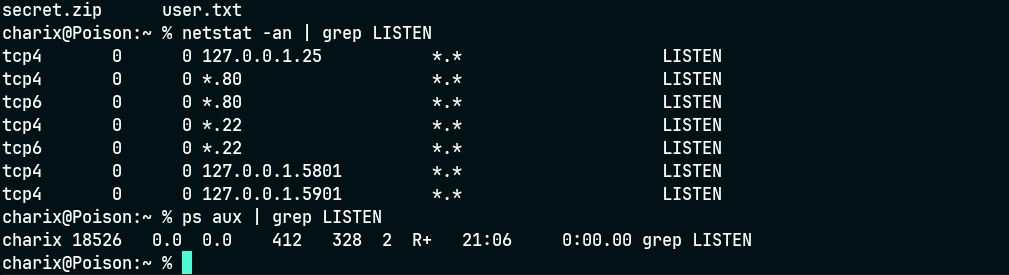 secret.zip      user.txt
charix@Poison:~ % netstat -an | grep LISTEN
tcp4       0      0 127.0.0.1.25           *.*                    LISTEN
tcp4       0      0 *.80                   *.*                    LISTEN
tcp6       0      0 *.80                   *.*                    LISTEN
tcp4       0      0 *.22                   *.*                    LISTEN
tcp6       0      0 *.22                   *.*                    LISTEN
tcp4       0      0 127.0.0.1.5801         *.*                    LISTEN
tcp4       0      0 127.0.0.1.5901         *.*                    LISTEN
charix@Poison:~ % ps aux | grep LISTEN
charix 18526   0.0  0.0    412   328  2  R+   21:06     0:00.00 grep LISTEN
charix@Poison:~ %